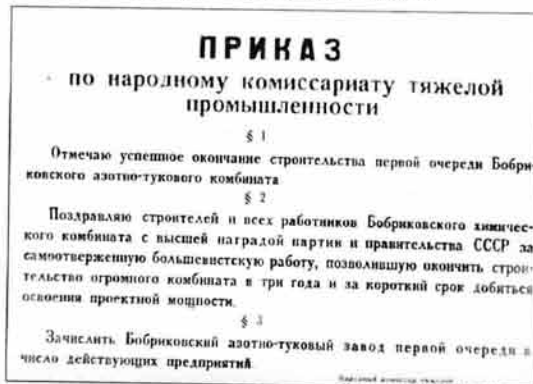 ПРИКАЗ
по народному комиссариату тяжелой
промышленности
§ 1
Отмечаю успешное окончание строительства первой очереди Бобри-
ковского азотно-тукового комбината
§ 2
Поздравляю строителей и всех работников Бобриковского химичес-
кого комбината с высшей наградой партии и правительства СССР за
самоотверженную большевистскую работу, позволившую окончить строи-
тельство огромного комбината в три года и за короткий срок добиться
освоения проектной мощности.
§ 3
Зачислить Бобриковский азотно-туковый завод первой очереди в
число действующих предприятий
Народный комиссар тяжелой